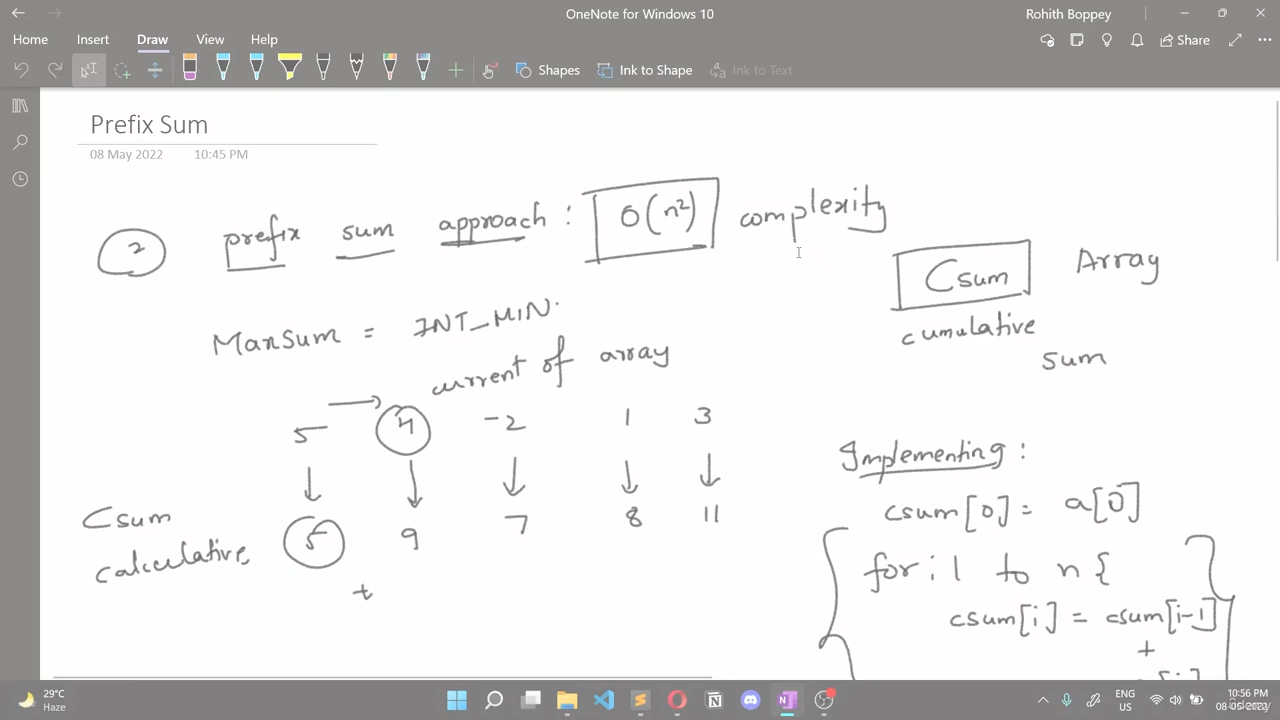 OneNote for Windows 10
Rohith Boppey
Home Insert Draw View Help
Share
Shapes Ink to Shape Ink to Text
Prefix Sum
08 May 2022 10:45 PM
2 prefix sum approach : O(n²) complexity
Csum Array
cumulative
sum
MaxSum = INT_MIN.
current of array
5 4 -2 1 3
Csum
calculative
5 9 7 8 11
+
Implementing :
csum[0] = a[0]
for i 1 to n {
csum[i] = csum[i-1]
+
29°C
Haze
ENG
US
10:56 PM
08-05-2022